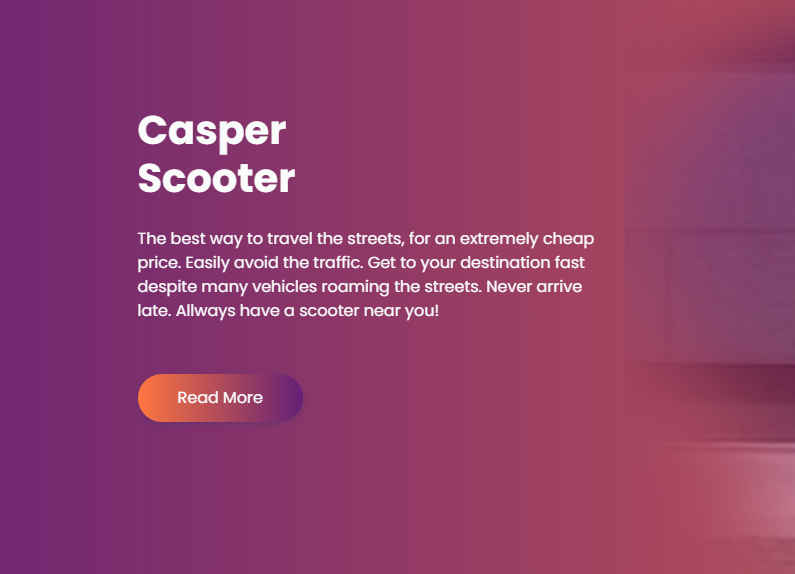 Casper
Scooter
The best way to travel the streets, for an extremely cheap
price. Easily avoid the traffic. Get to your destination fast
despite many vehicles roaming the streets. Never arrive
late. Allways have a scooter near you!
Read More